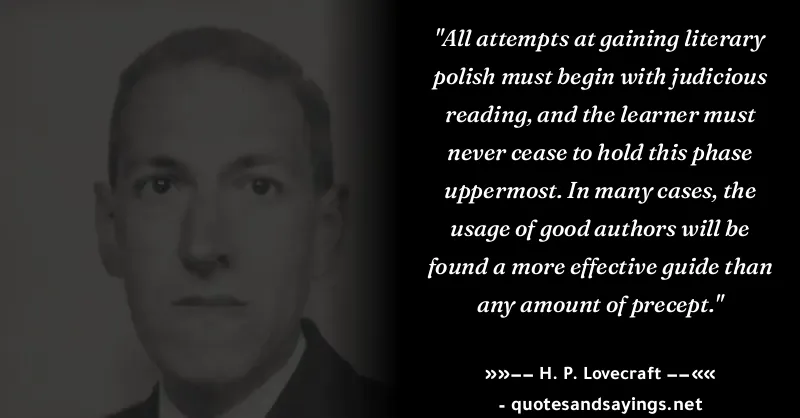 "All attempts at gaining literary
polish must begin with judicious
reading, and the learner must
never cease to hold this phase
uppermost. In many cases, the
usage of good authors will be
found a more effective guide than
any amount of precept."
»»−− H. P. Lovecraft −−««
- quotesandsayings.net